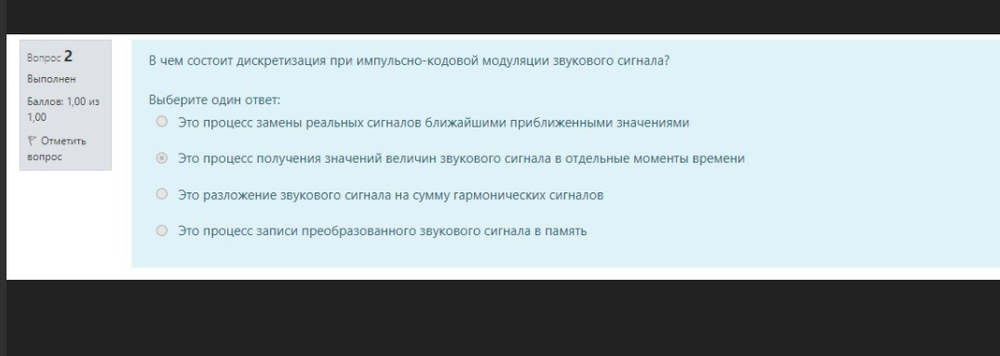 Вопрос 2
Выполнен
Баллов: 1,00 из
1,00
Отметить
вопрос
В чем состоит дискретизация при импульсно-кодовой модуляции звукового сигнала?
Выберите один ответ:
Это процесс замены реальных сигналов ближайшими приближенными значениями
Это процесс получения значений величин звукового сигнала в отдельные моменты времени
Это разложение звукового сигнала на сумму гармонических сигналов
Это процесс записи преобразованного звукового сигнала в память